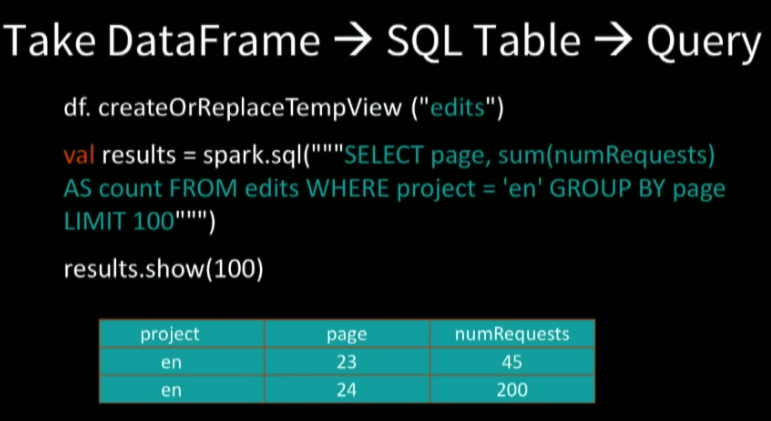 Take DataFrame → SQL Table → Query
df. createOrReplaceTempView ("edits")
val results = spark.sql("""SELECT page, sum(numRequests)
AS count FROM edits WHERE project = 'en' GROUP BY page
LIMIT 100""")
results.show(100)
project page numRequests
en 23 45
en 24 200